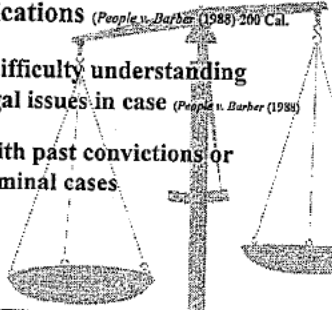 ications (People v. Barber (1988) 200 Cal.
ifficulty understanding
gal issues in case (People v. Barber (1988)
ith past convictions or
minal cases